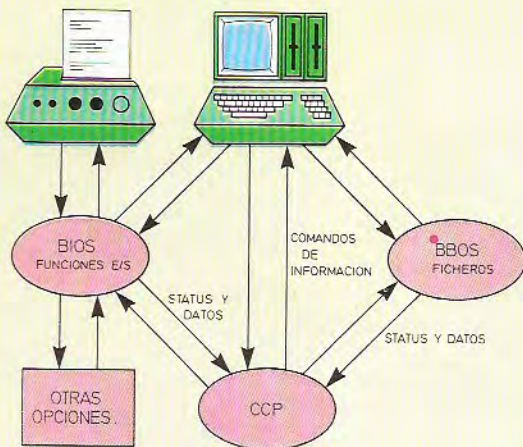 BIOS
FUNCIONES E/S
COMANDOS
DE
INFORMACION
BBOS
FICHEROS
STATUS Y
DATOS
STATUS Y DATOS
OTRAS
OPCIONES.
CCP